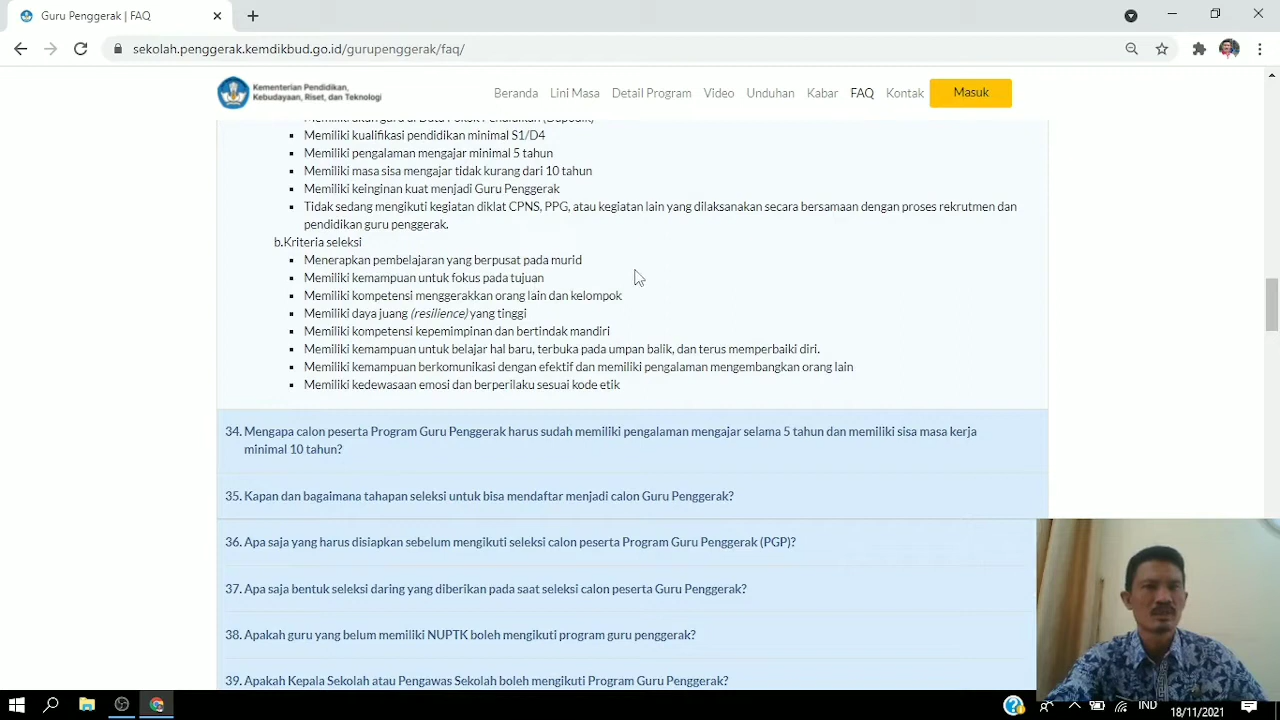 Guru Penggerak | FAQ
sekolah.penggerak.kemdikbud.go.id/gurupenggerak/faq/
Kementerian Pendidikan,
Kebudayaan, Riset, dan Teknologi
Beranda Lini Masa Detail Program Video Unduhan Kabar FAQ Kontak Masuk
Memiliki akun guru di Data Pokok Pendidikan (Dapodik)
▪ Memiliki kualifikasi pendidikan minimal S1/D4
▪ Memiliki pengalaman mengajar minimal 5 tahun
▪ Memiliki masa sisa mengajar tidak kurang dari 10 tahun
▪ Memiliki keinginan kuat menjadi Guru Penggerak
▪ Tidak sedang mengikuti kegiatan diklat CPNS, PPG, atau kegiatan lain yang dilaksanakan secara bersamaan dengan proses rekrutmen dan
pendidikan guru penggerak.
b.Kriteria seleksi
▪ Menerapkan pembelajaran yang berpusat pada murid
▪ Memiliki kemampuan untuk fokus pada tujuan
▪ Memiliki kompetensi menggerakkan orang lain dan kelompok
▪ Memiliki daya juang (resilience) yang tinggi
▪ Memiliki kompetensi kepemimpinan dan bertindak mandiri
▪ Memiliki kemampuan untuk belajar hal baru, terbuka pada umpan balik, dan terus memperbaiki diri.
▪ Memiliki kemampuan berkomunikasi dengan efektif dan memiliki pengalaman mengembangkan orang lain
▪ Memiliki kedewasaan emosi dan berperilaku sesuai kode etik
34. Mengapa calon peserta Program Guru Penggerak harus sudah memiliki pengalaman mengajar selama 5 tahun dan memiliki sisa masa kerja
minimal 10 tahun?
35. Kapan dan bagaimana tahapan seleksi untuk bisa mendaftar menjadi calon Guru Penggerak?
36. Apa saja yang harus disiapkan sebelum mengikuti seleksi calon peserta Program Guru Penggerak (PGP)?
37. Apa saja bentuk seleksi daring yang diberikan pada saat seleksi calon peserta Guru Penggerak?
38. Apakah guru yang belum memiliki NUPTK boleh mengikuti program guru penggerak?
39. Apakah Kepala Sekolah atau Pengawas Sekolah boleh mengikuti Program Guru Penggerak?
IND
18/11/2021